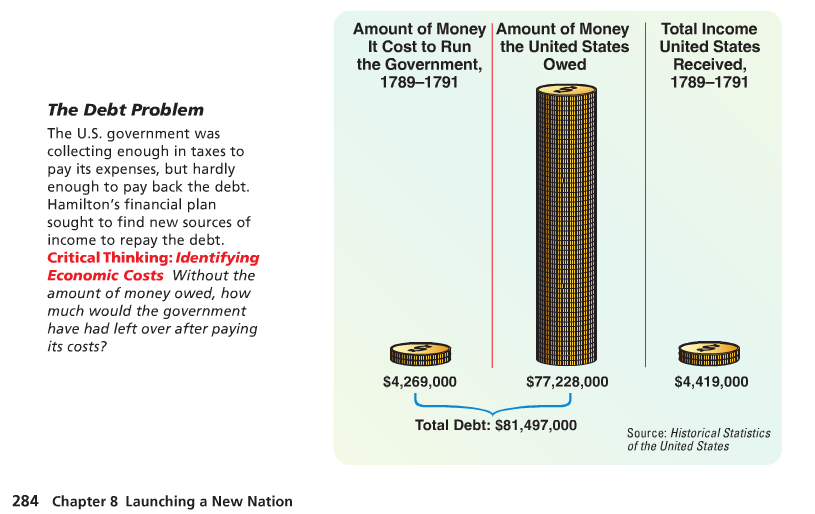 The Debt Problem
The U.S. government was
collecting enough in taxes to
pay its expenses, but hardly
enough to pay back the debt.
Hamilton's financial plan
sought to find new sources of
income to repay the debt.
Critical Thinking: Identifying
Economic Costs Without the
amount of money owed, how
much would the government
have had left over after paying
its costs?
Amount of Money
It Cost to Run
the Government,
1789–1791
Amount of Money
the United States
Owed
Total Income
United States
Received,
1789–1791
$4,269,000
$77,228,000
$4,419,000
Total Debt: $81,497,000
Source: Historical Statistics
of the United States
284 Chapter 8 Launching a New Nation